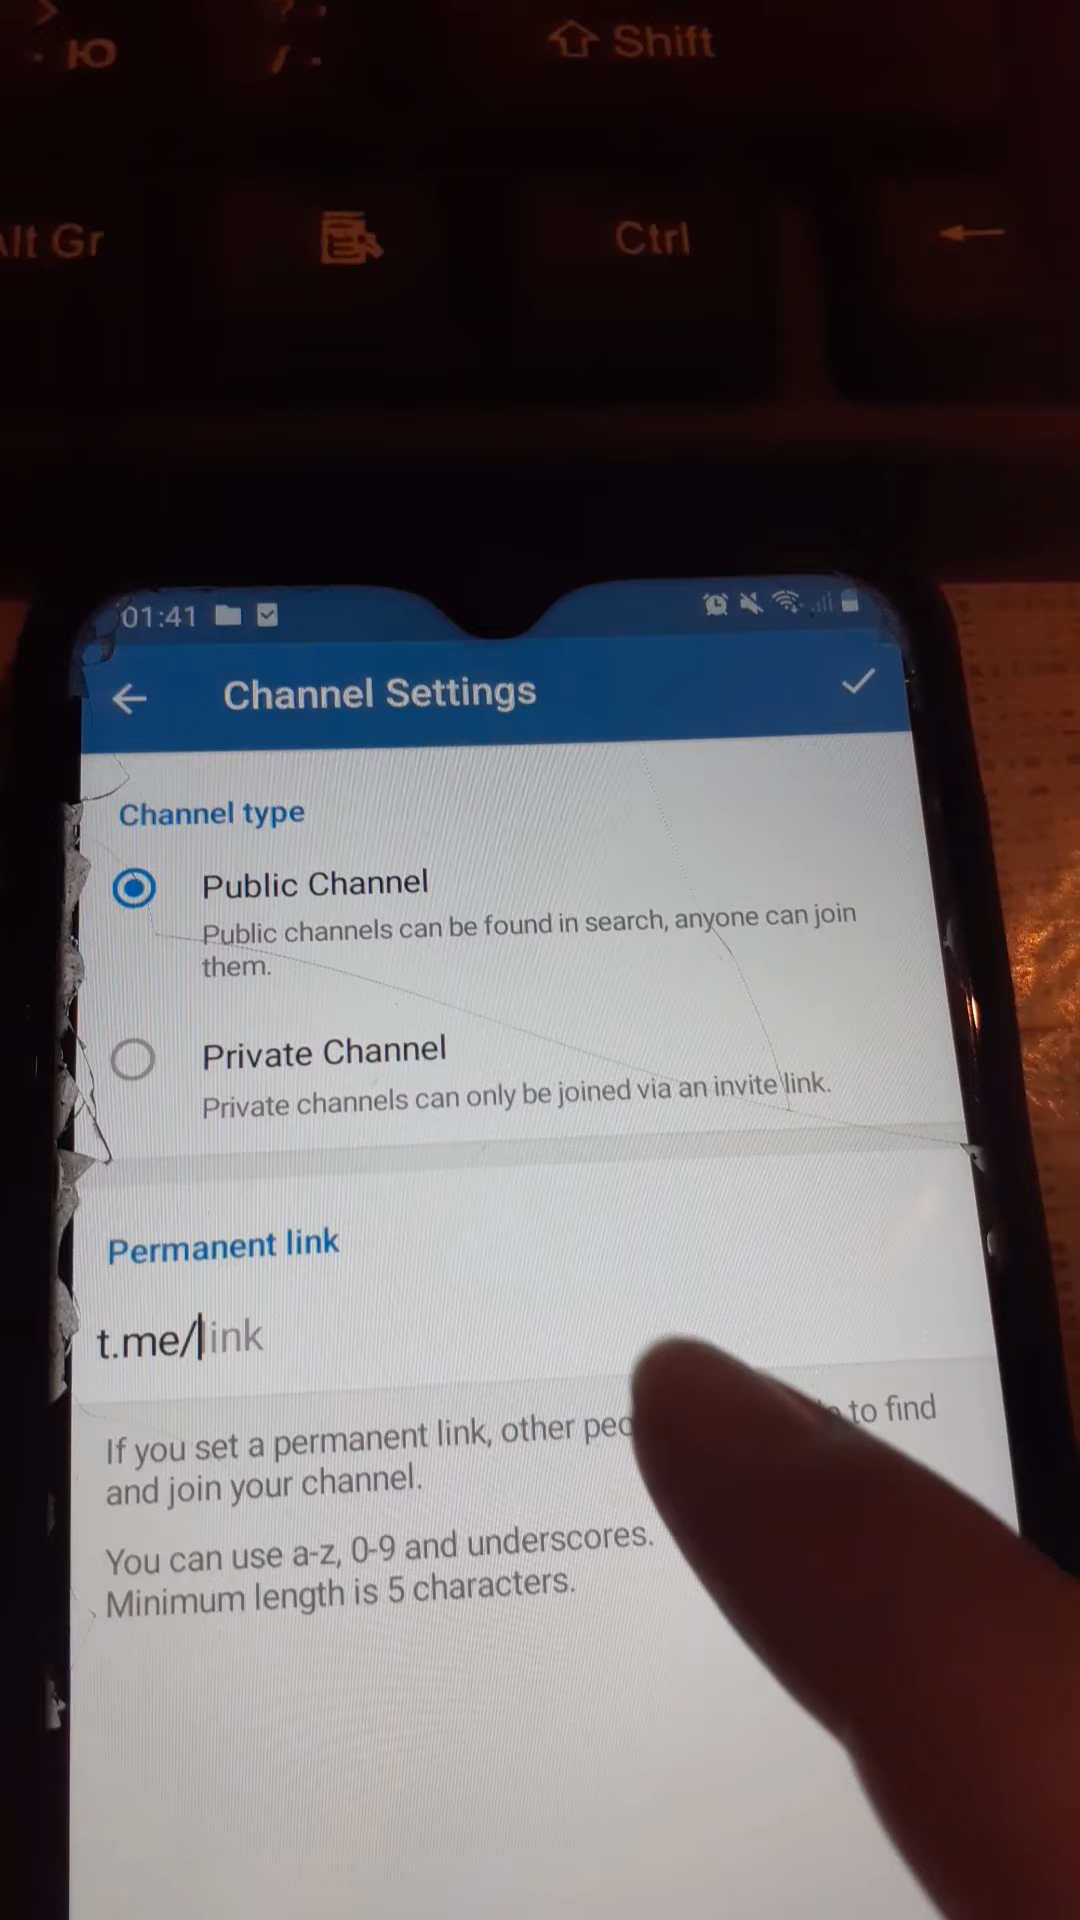 Ю
Shift
Alt Gr
Ctrl
01:41
Channel Settings
Channel type
Public Channel
Public channels can be found in search, anyone can join
them.
Private Channel
Private channels can only be joined via an invite link.
Permanent link
t.me/link
If you set a permanent link, other to find
and join your channel.
You can use a-z, 0-9 and underscores.
Minimum length is 5 characters.